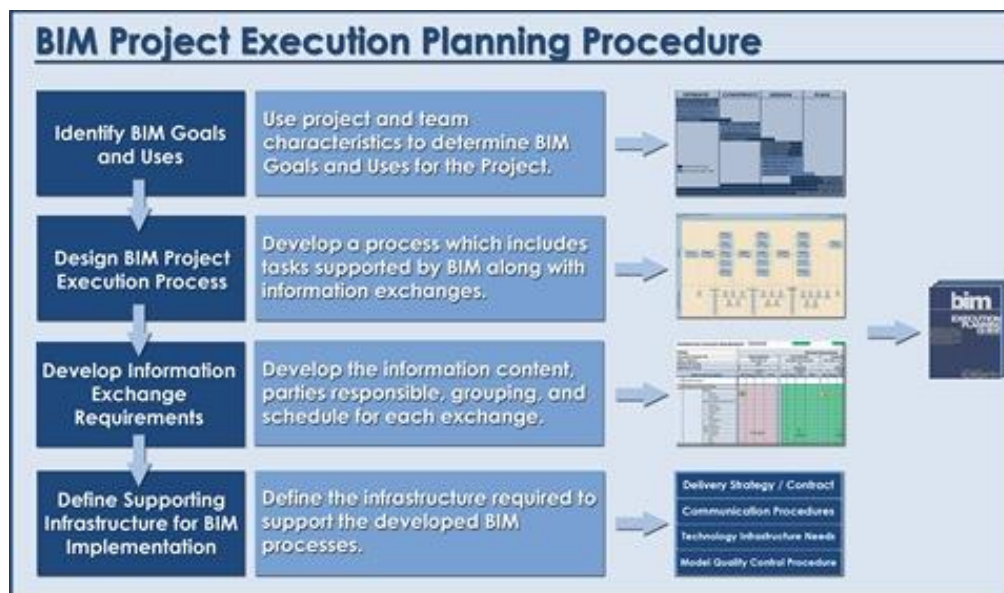 BIM Project Execution Planning Procedure
Identify BIM Goals
and Uses
Use project and team
characteristics to determine BIM
Goals and Uses for the Project.
Design BIM Project
Execution Process
Develop a process which includes
tasks supported by BIM along with
information exchanges.
Develop Information
Exchange
Requirements
Develop the information content,
parties responsible, grouping, and
schedule for each exchange.
Define Supporting
Infrastructure for BIM
Implementation
Define the infrastructure required to
support the developed BIM
processes.
Delivery Strategy / Contract
Communication Procedures
Technology Infrastructure Needs
Model Quality Control Procedure
bim
EXECUTION
PLANNING
GUIDE